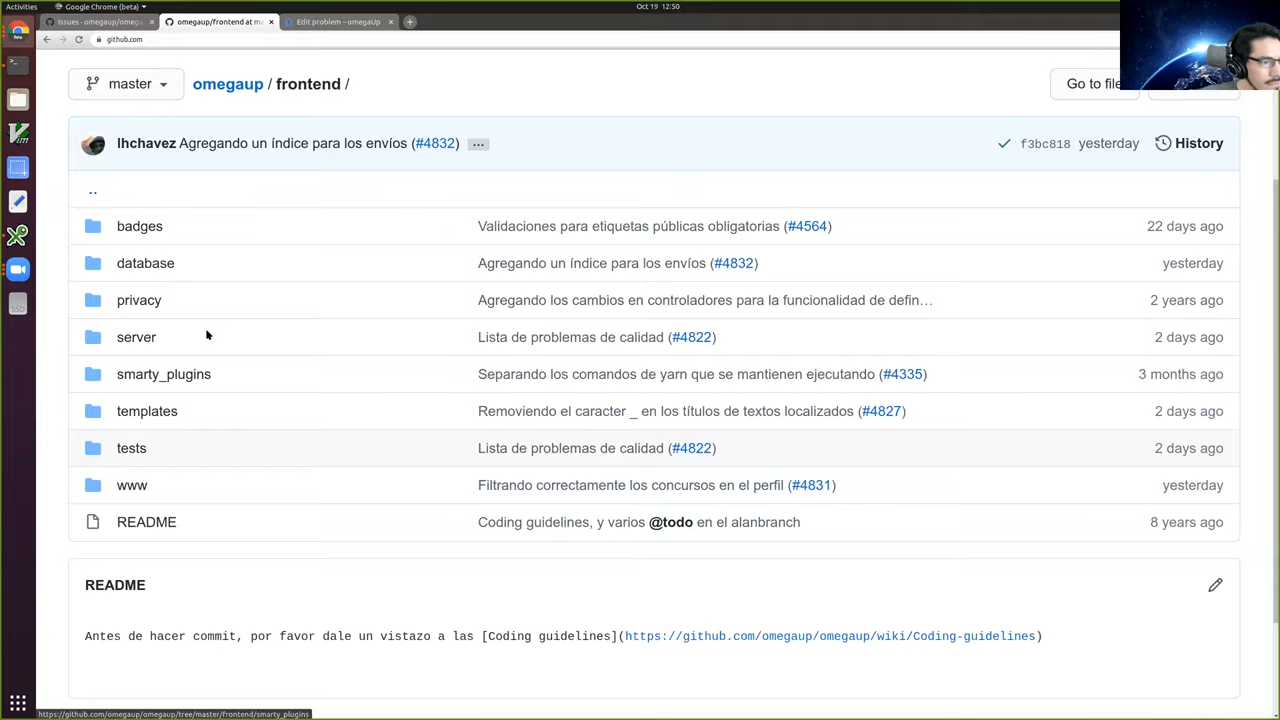 Activities Google Chrome (beta) Oct 19 12:50
Issues · omegaup/omega omegaup/frontend at ma Edit problem – omegaUp
github.com
master omegaup / frontend / Go to file
lhchavez Agregando un índice para los envíos (#4832) ... f3bc818 yesterday History
..
badges Validaciones para etiquetas públicas obligatorias (#4564) 22 days ago
database Agregando un índice para los envíos (#4832) yesterday
privacy Agregando los cambios en controladores para la funcionalidad de defin… 2 years ago
server Lista de problemas de calidad (#4822) 2 days ago
smarty_plugins Separando los comandos de yarn que se mantienen ejecutando (#4335) 3 months ago
templates Removiendo el caracter _ en los títulos de textos localizados (#4827) 2 days ago
tests Lista de problemas de calidad (#4822) 2 days ago
www Filtrando correctamente los concursos en el perfil (#4831) yesterday
README Coding guidelines, y varios @todo en el alanbranch 8 years ago
README
Antes de hacer commit, por favor dale un vistazo a las [Coding guidelines](https://github.com/omegaup/omegaup/wiki/Coding-guidelines)
https://github.com/omegaup/omegaup/tree/master/frontend/smarty_plugins